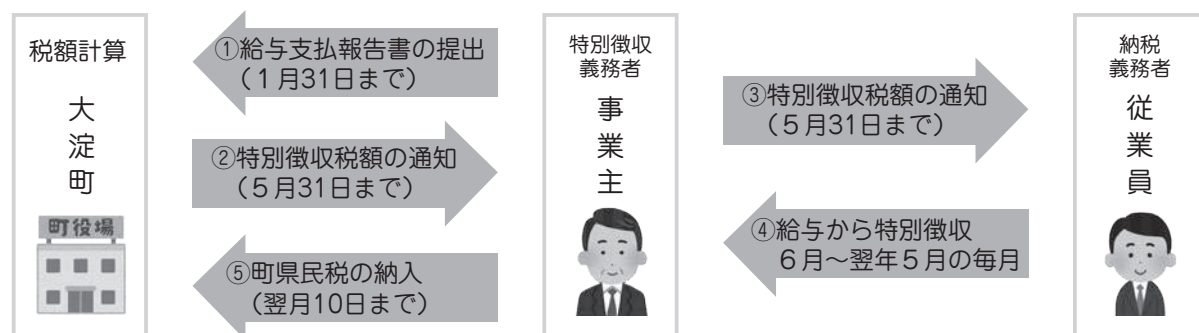 税額計算
大淀町
町役場
①給与支払報告書の提出
（１月31日まで）
②特別徴収税額の通知
（５月31日まで）
⑤町県民税の納入
（翌月10日まで）
特別徴収
義務者
事業主
③特別徴収税額の通知
（５月31日まで）
④給与から特別徴収
６月～翌年５月の毎月
納税
義務者
従業員